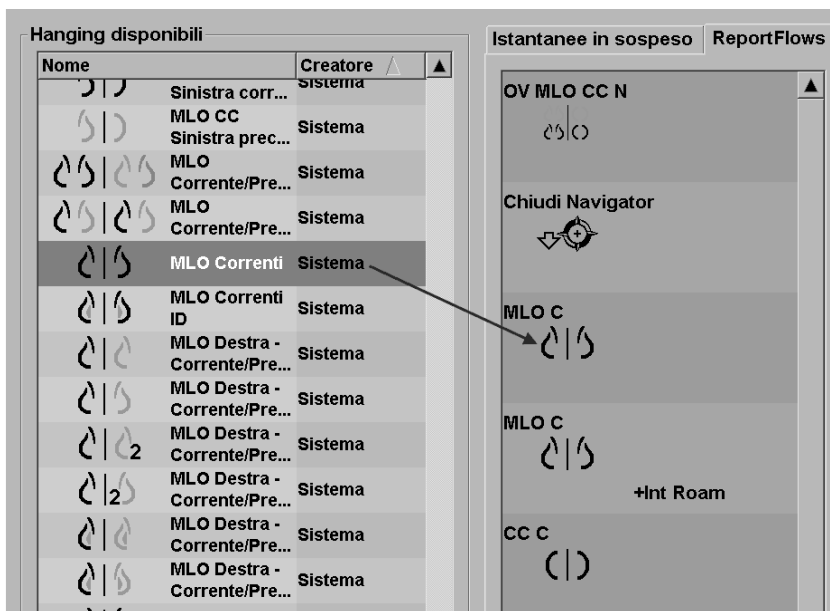 Hanging disponibili
Nome Creatore
Sinistra corr... Sistema
MLO CC
Sinistra prec... Sistema
MLO
Corrente/Pre... Sistema
MLO
Corrente/Pre... Sistema
MLO Correnti Sistema
MLO Correnti
ID Sistema
MLO Destra -
Corrente/Pre... Sistema
MLO Destra -
Corrente/Pre... Sistema
2 MLO Destra -
Corrente/Pre... Sistema
2 MLO Destra -
Corrente/Pre... Sistema
MLO Destra -
Corrente/Pre... Sistema
MLO Destra -
Corrente/Pre... Sistema
Istantanee in sospeso ReportFlows
OV MLO CC N
Chiudi Navigator
MLO C
MLO C
+Int Roam
CC C